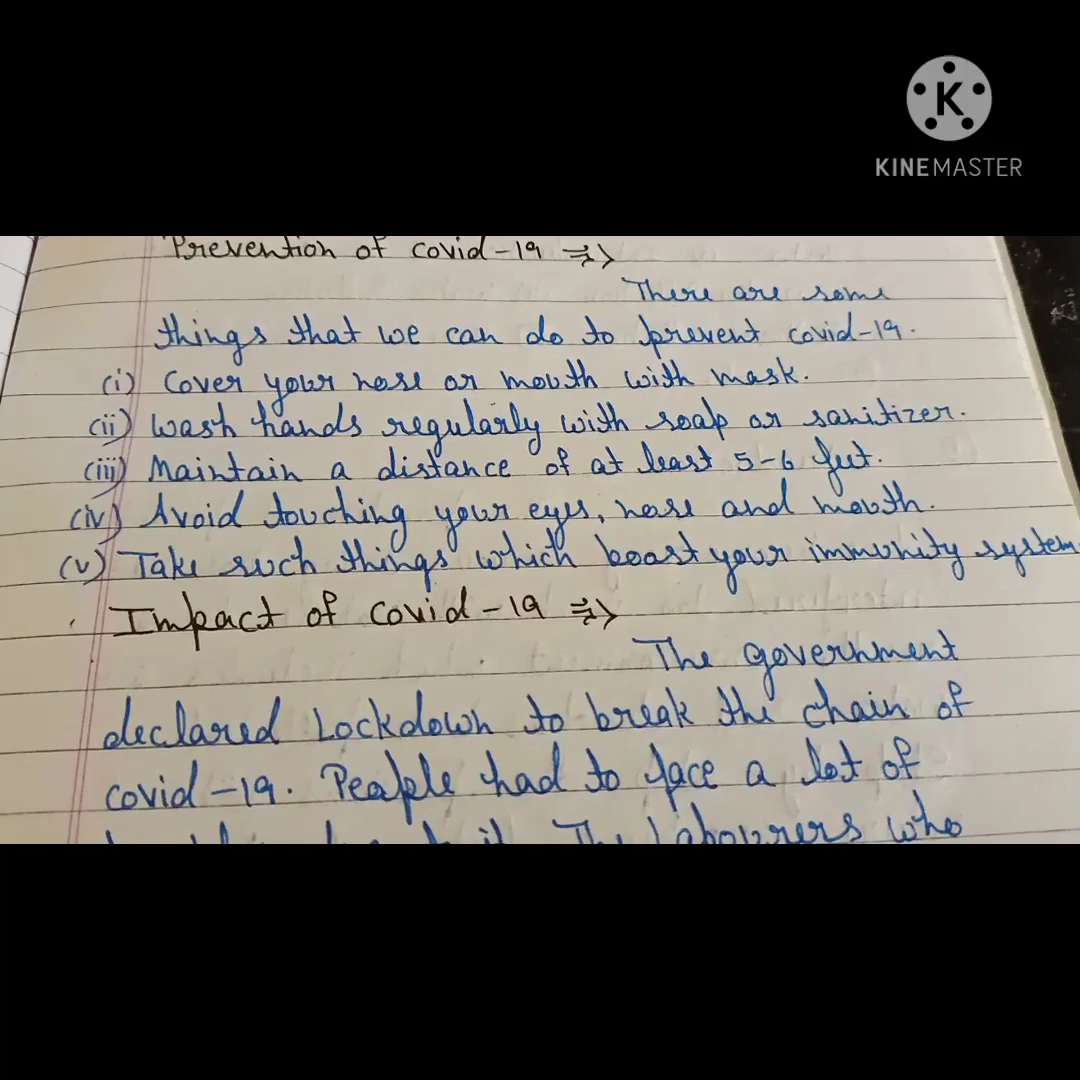 K
KINEMASTER
Prevention of covid-19 ⇒
There are some
things that we can do to prevent covid-19.
(i) Cover your nose or mouth with mask.
(ii) Wash hands regularly with soap or sanitizer.
(iii) Maintain a distance of at least 5-6 feet.
(iv) Avoid touching your eyes, nose and mouth.
(v) Take such things which boost your immunity system
Impact of covid-19 ⇒
The government
declared Lockdown to break the chain of
covid-19. People had to face a lot of
The labourers who